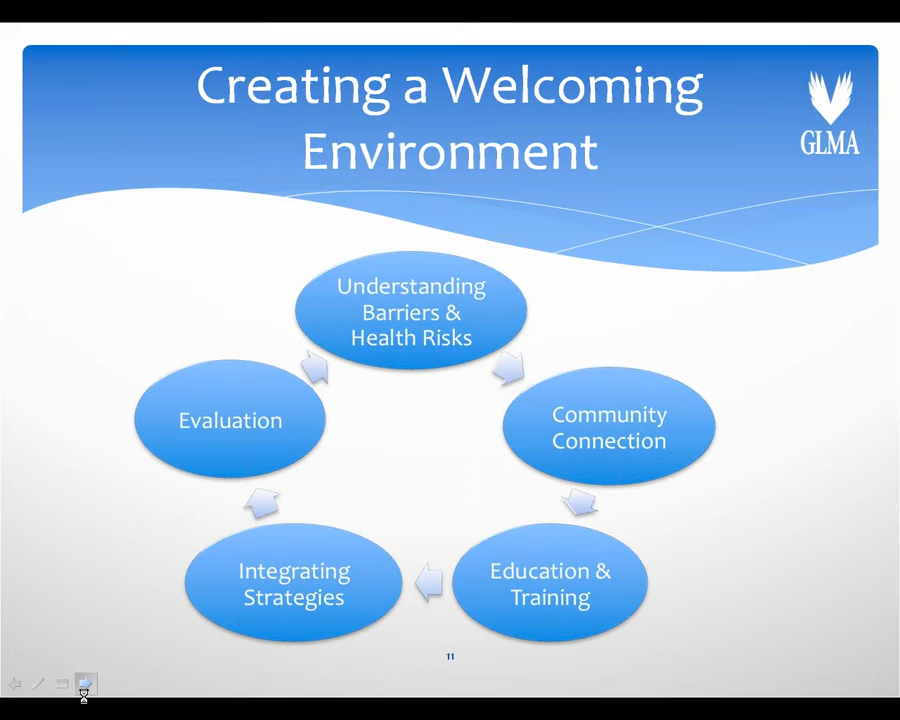 Creating a Welcoming
Environment
GLMA
Understanding
Barriers &
Health Risks
Community
Connection
Education &
Training
Integrating
Strategies
Evaluation
11